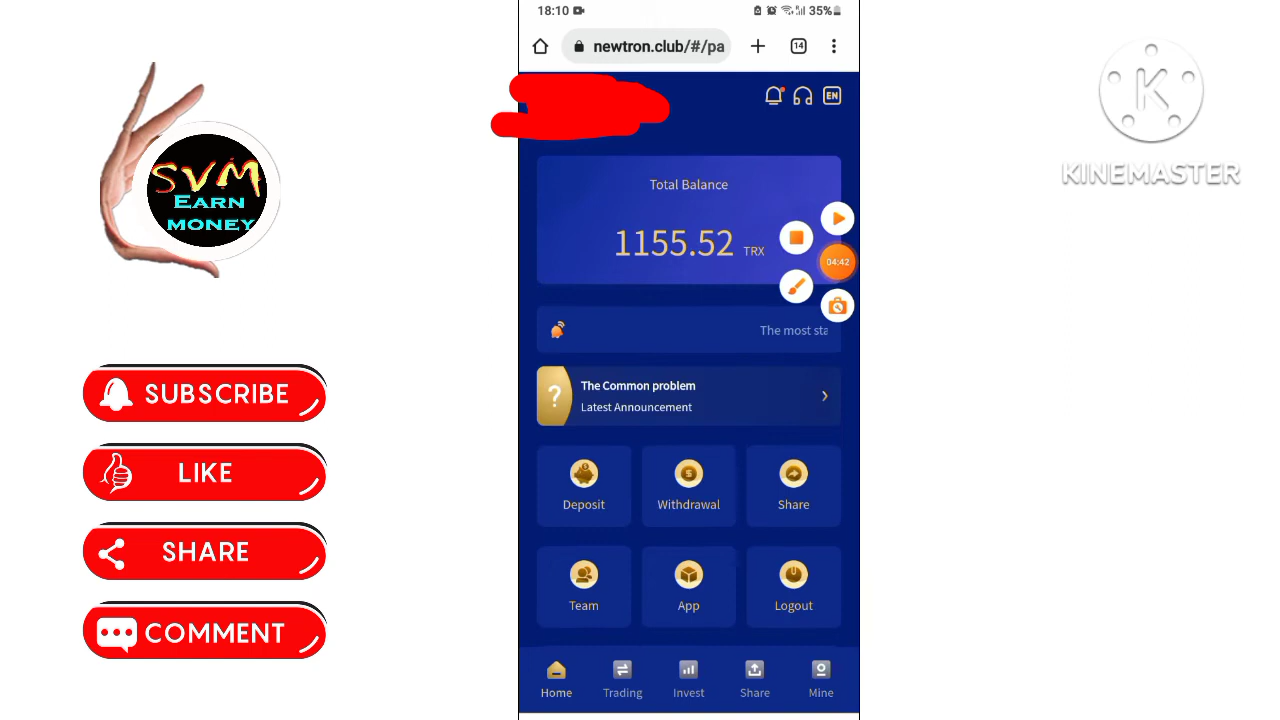 SVM
EARN
MONEY
SUBSCRIBE
LIKE
SHARE
COMMENT
18:10
35%
newtron.club/#/pa
14
EN
Total Balance
1155.52 TRX
04:42
The most sta
?
The Common problem
Latest Announcement
Deposit
Withdrawal
Share
Team
App
Logout
Home
Trading
Invest
Share
Mine
K
KINEMASTER